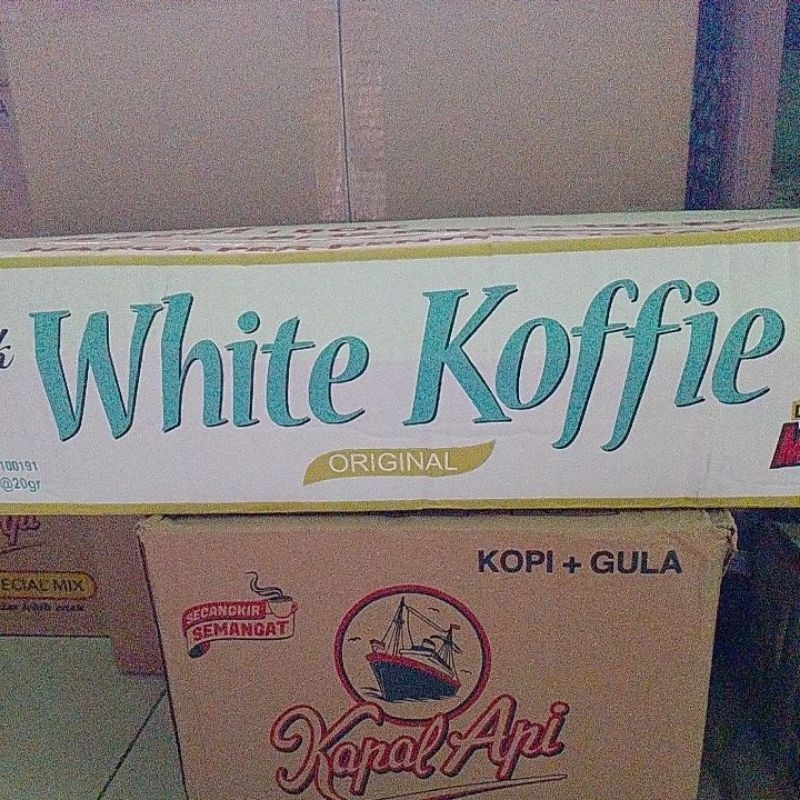 White Koffie
ORIGINAL
100191
@20gr
KOPI + GULA
SECANGKIR
SEMANGAT
ECIAL MIX
Kapal Api